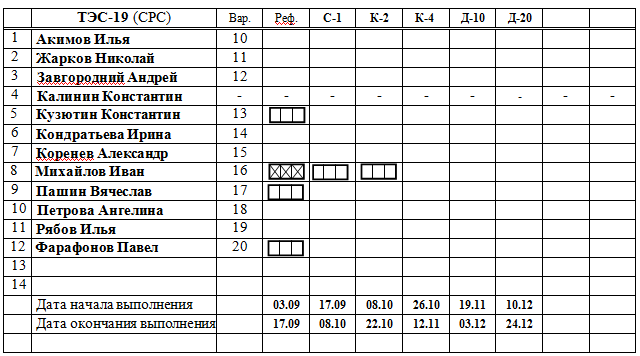 ТЭС-19 (СРС) Вар. Реф. С-1 К-2 К-4 Д-10 Д-20
1 Акимов Илья 10
2 Жарков Николай 11
3 Завгородний Андрей 12
4 Калинин Константин - - - - - - - - -
5 Кузютин Константин 13
6 Кондратьева Ирина 14
7 Коренев Александр 15
8 Михайлов Иван 16
9 Пашин Вячеслав 17
10 Петрова Ангелина 18
11 Рябов Илья 19
12 Фарафонов Павел 20
13
14
Дата начала выполнения 03.09 17.09 08.10 26.10 19.11 10.12
Дата окончания выполнения 17.09 08.10 22.10 12.11 03.12 24.12